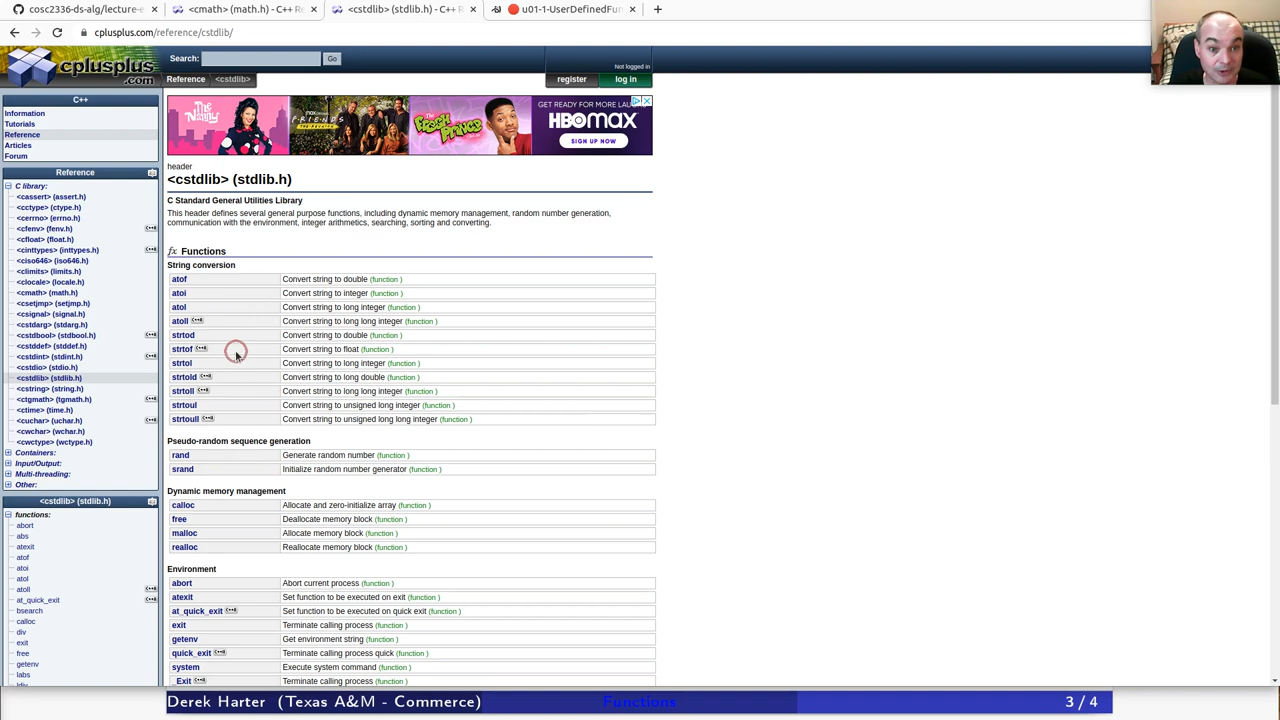 cosc2336-ds-alg/lecture-e
<cmath> (math.h) - C++ R
<cstdlib> (stdlib.h) - C++ R
u01-1-UserDefinedFun
cplusplus.com/reference/cstdlib/
cplusplus
.com
Search:
Go
Not logged in
Reference
<cstdlib>
register
log in
C++
Information
Tutorials
Reference
Articles
Forum
Reference
C library:
<cassert> (assert.h)
<cctype> (ctype.h)
<cerrno> (errno.h)
<cfenv> (fenv.h)
<cfloat> (float.h)
<cinttypes> (inttypes.h)
<ciso646> (iso646.h)
<climits> (limits.h)
<clocale> (locale.h)
<cmath> (math.h)
<csetjmp> (setjmp.h)
<csignal> (signal.h)
<cstdarg> (stdarg.h)
<cstdbool> (stdbool.h)
<cstddef> (stddef.h)
<cstdint> (stdint.h)
<cstdio> (stdio.h)
<cstdlib> (stdlib.h)
<cstring> (string.h)
<ctgmath> (tgmath.h)
<ctime> (time.h)
<cuchar> (uchar.h)
<cwchar> (wchar.h)
<cwctype> (wctype.h)
Containers:
Input/Output:
Multi-threading:
Other:
<cstdlib> (stdlib.h)
functions:
abort
abs
atexit
atof
atoi
atol
atoll
at_quick_exit
bsearch
calloc
div
exit
free
getenv
labs
ldiv
The Nanny
FRIENDS
THE REUNION
The Fresh Prince
GET READY FOR MORE LAU
HBOMAX
SIGN UP NOW
header
<cstdlib> (stdlib.h)
C Standard General Utilities Library
This header defines several general purpose functions, including dynamic memory management, random number generation,
communication with the environment, integer arithmetics, searching, sorting and converting.
fx Functions
String conversion
atof Convert string to double (function )
atoi Convert string to integer (function )
atol Convert string to long integer (function )
atoll Convert string to long long integer (function )
strtod Convert string to double (function )
strtof Convert string to float (function )
strtol Convert string to long integer (function )
strtold Convert string to long double (function )
strtoll Convert string to long long integer (function )
strtoul Convert string to unsigned long integer (function )
strtoull Convert string to unsigned long long integer (function )
Pseudo-random sequence generation
rand Generate random number (function )
srand Initialize random number generator (function )
Dynamic memory management
calloc Allocate and zero-initialize array (function )
free Deallocate memory block (function )
malloc Allocate memory block (function )
realloc Reallocate memory block (function )
Environment
abort Abort current process (function )
atexit Set function to be executed on exit (function )
at_quick_exit Set function to be executed on quick exit (function )
exit Terminate calling process (function )
getenv Get environment string (function )
quick_exit Terminate calling process quick (function )
system Execute system command (function )
_Exit Terminate calling process (function )
Derek Harter (Texas A&M - Commerce)
Functions
3 / 4